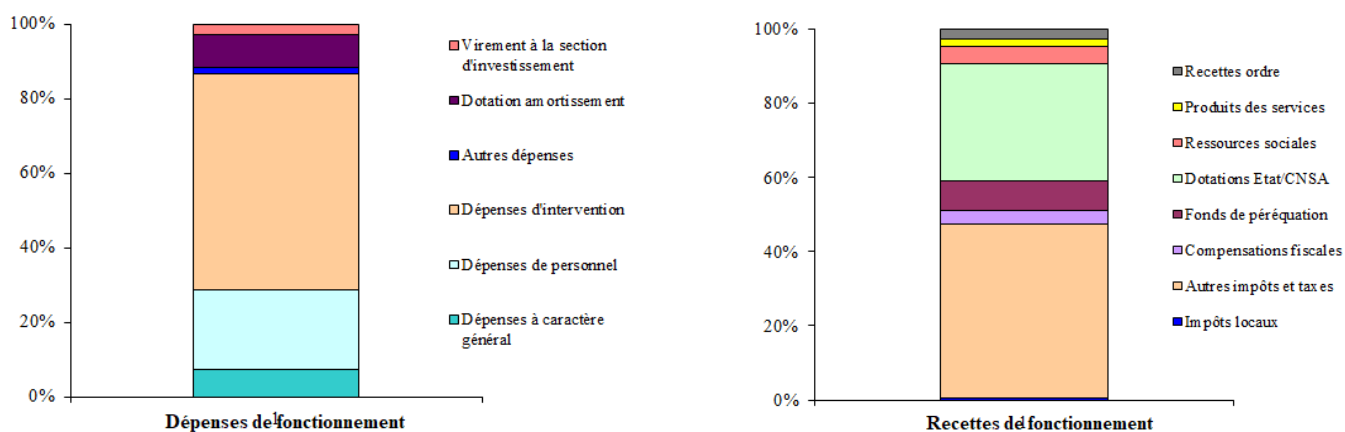 100%
80%
60%
40%
20%
0%
Virement à la section
d'investissement
Dotation amortissement
Autres dépenses
Dépenses d'intervention
Dépenses de personnel
Dépenses à caractère
général
1
Dépenses de fonctionnement
100%
80%
60%
40%
20%
0%
Recettes ordre
Produits des services
Ressources sociales
Dotations Etat/CNSA
Fonds de péréquation
Compensations fiscales
Autres impôts et taxes
Impôts locaux
1
Recettes de fonctionnement